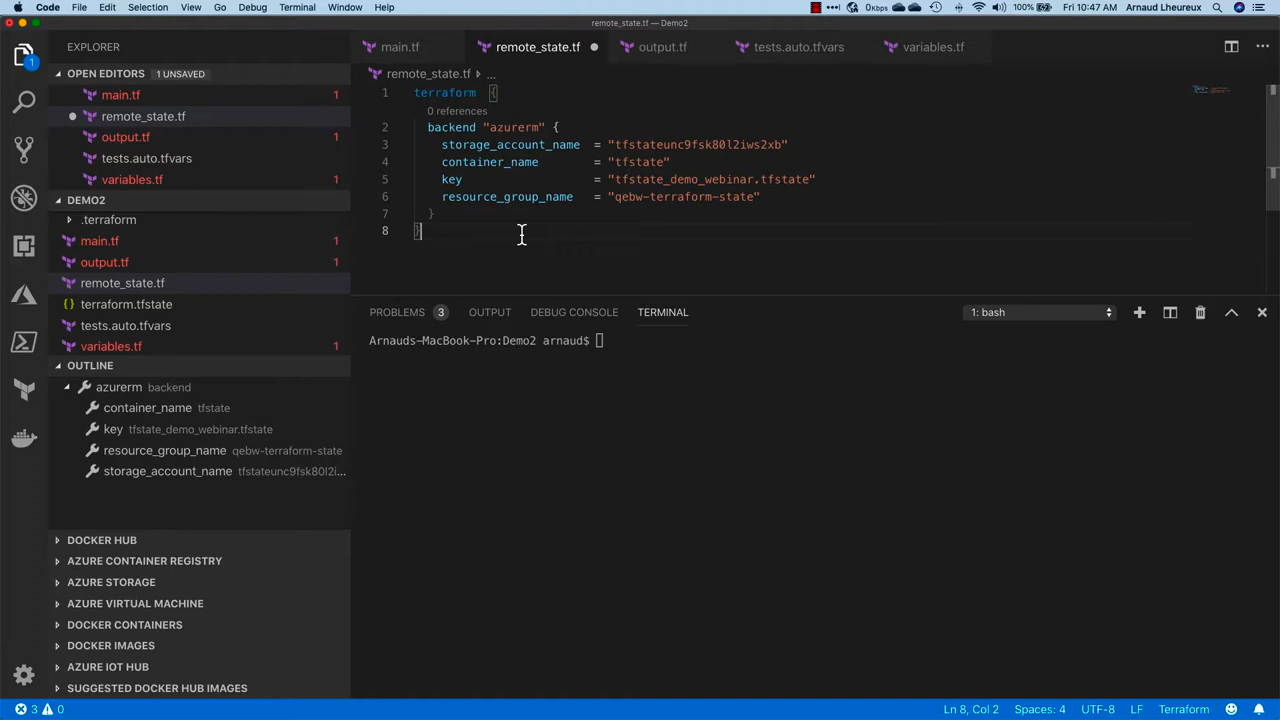 Code File Edit Selection View Go Debug Terminal Window Help 0Kbps 100% Fri 10:47 AM Arnaud Lheureux
remote_state.tf — Demo2
EXPLORER
main.tf remote_state.tf output.tf tests.auto.tfvars variables.tf
1
OPEN EDITORS 1 UNSAVED
main.tf 1
remote_state.tf
output.tf 1
tests.auto.tfvars
variables.tf 1
DEMO2
.terraform
main.tf 1
output.tf 1
remote_state.tf
{} terraform.tfstate
tests.auto.tfvars
variables.tf 1
OUTLINE
azurerm backend
container_name tfstate
key tfstate_demo_webinar.tfstate
resource_group_name qebw-terraform-state
storage_account_name tfstateunc9fsk80l2i...
DOCKER HUB
AZURE CONTAINER REGISTRY
AZURE STORAGE
AZURE VIRTUAL MACHINE
DOCKER CONTAINERS
DOCKER IMAGES
AZURE IOT HUB
SUGGESTED DOCKER HUB IMAGES
remote_state.tf ...
1 terraform {
0 references
2 backend "azurerm" {
3 storage_account_name = "tfstateunc9fsk80l2iws2xb"
4 container_name = "tfstate"
5 key = "tfstate_demo_webinar.tfstate"
6 resource_group_name = "qebw-terraform-state"
7 }
8 }
PROBLEMS 3 OUTPUT DEBUG CONSOLE TERMINAL 1: bash
Arnauds-MacBook-Pro:Demo2 arnaud$
3 0 Ln 8, Col 2 Spaces: 4 UTF-8 LF Terraform